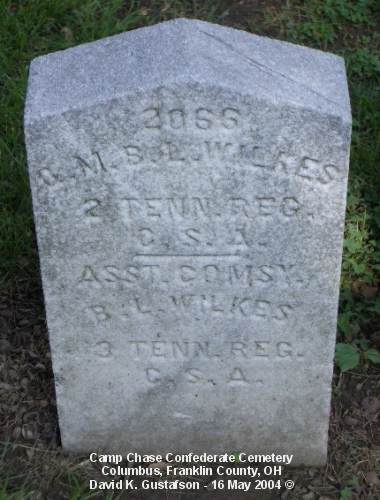 2066
Q.M.B.L.WILKES
2 TENN.REG.
C.S.A.
ASST.COMSY.
B.L.WILKES
3 TENN.REG.
C.S.A.
Camp Chase Confederate Cemetery
Columbus, Franklin County, OH
David K. Gustafson - 16 May 2004 ©